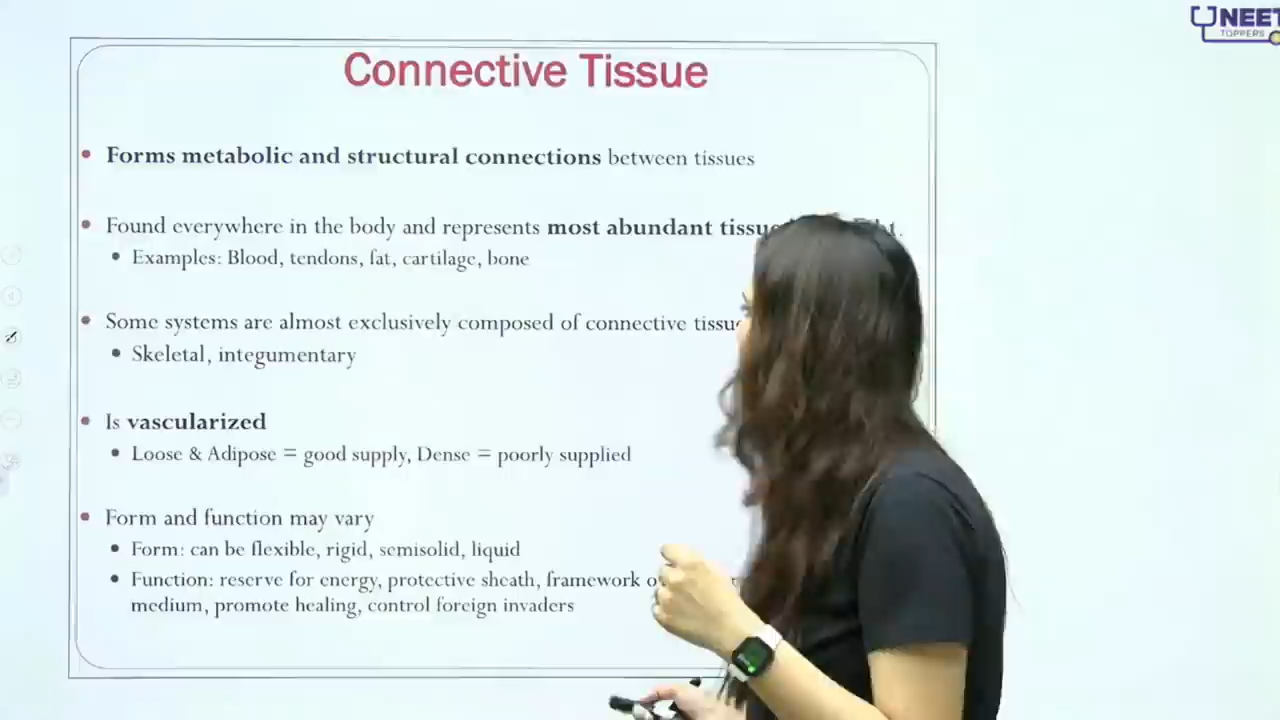 NEET
TOPPERS
Connective Tissue
• Forms metabolic and structural connections between tissues
• Found everywhere in the body and represents most abundant tissue
• Examples: Blood, tendons, fat, cartilage, bone
• Some systems are almost exclusively composed of connective tissue
• Skeletal, integumentary
• Is vascularized
• Loose & Adipose = good supply, Dense = poorly supplied
• Form and function may vary
• Form: can be flexible, rigid, semisolid, liquid
• Function: reserve for energy, protective sheath, framework
medium, promote healing, control foreign invaders